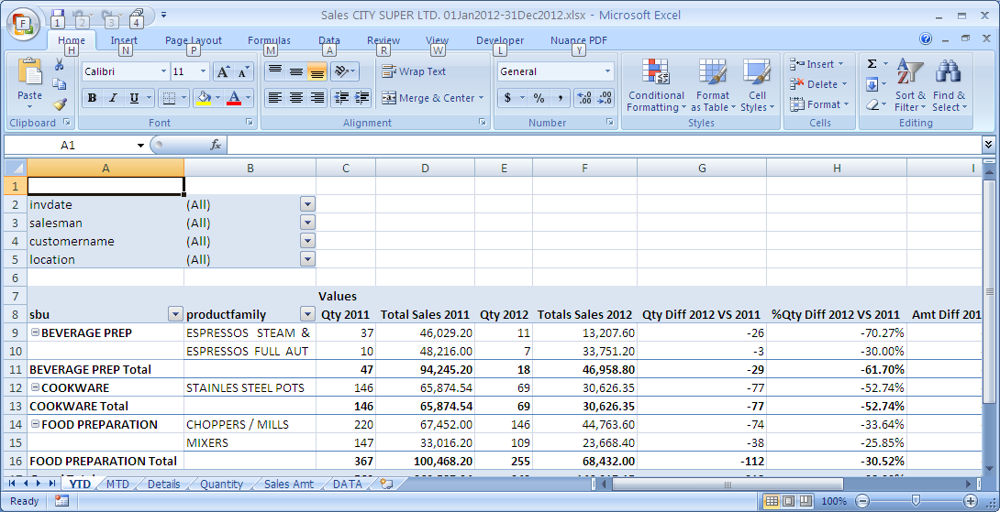 Sales CITY SUPER LTD. 01Jan2012-31Dec2012.xlsx - Microsoft Excel
F 1 2 3 4
Home Insert Page Layout Formulas Data Review View Developer Nuance PDF
H N P M A R W L Y
Paste Calibri 11 A A Wrap Text General Conditional Formatting Format as Table Cell Styles Insert Delete Format Σ Sort & Filter Find & Select
B I U A Merge & Center $ % , .0 .00 .00 .0
Clipboard Font Alignment Number Styles Cells Editing
A1 fx
A B C D E F G H I
1
2 invdate (All)
3 salesman (All)
4 customername (All)
5 location (All)
6
7 Values
8 sbu productfamily Qty 2011 Total Sales 2011 Qty 2012 Totals Sales 2012 Qty Diff 2012 VS 2011 %Qty Diff 2012 VS 2011 Amt Diff 201
9 BEVERAGE PREP ESPRESSOS STEAM & 37 46,029.20 11 13,207.60 -26 -70.27%
10 ESPRESSOS FULL AUT 10 48,216.00 7 33,751.20 -3 -30.00%
11 BEVERAGE PREP Total 47 94,245.20 18 46,958.80 -29 -61.70%
12 COOKWARE STAINLES STEEL POTS 146 65,874.54 69 30,626.35 -77 -52.74%
13 COOKWARE Total 146 65,874.54 69 30,626.35 -77 -52.74%
14 FOOD PREPARATION CHOPPERS / MILLS 220 67,452.00 146 44,763.60 -74 -33.64%
15 MIXERS 147 33,016.20 109 23,668.40 -38 -25.85%
16 FOOD PREPARATION Total 367 100,468.20 255 68,432.00 -112 -30.52%
YTD MTD Details Quantity Sales Amt DATA
Ready 100%